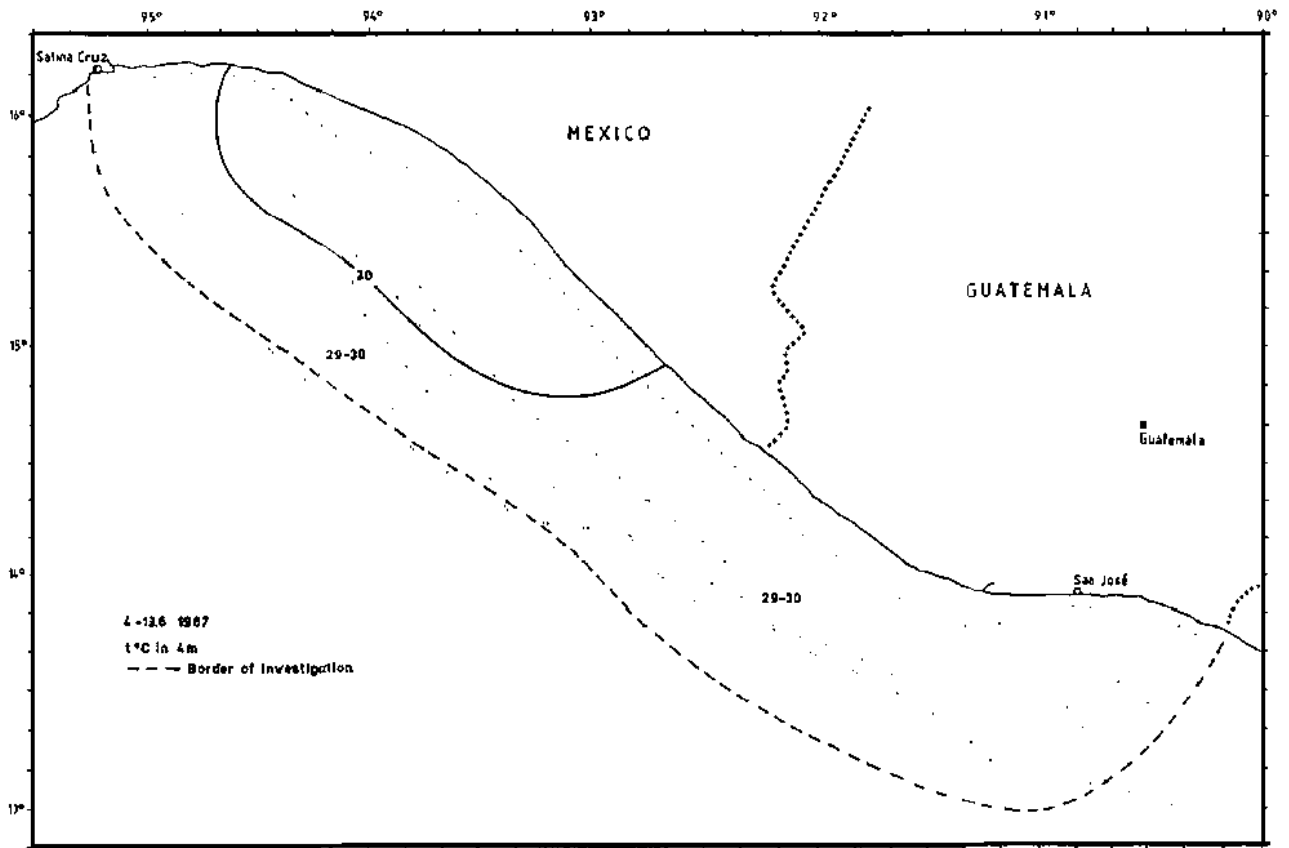 95° 94° 93° 92° 91° 90°
Salina Cruz
16°
MEXICO
GUATEMALA
30
15°
29-30
Guatemala
14°
San José
29-30
4-13.6 1987
t°C in 4m
Border of Investigation
13°